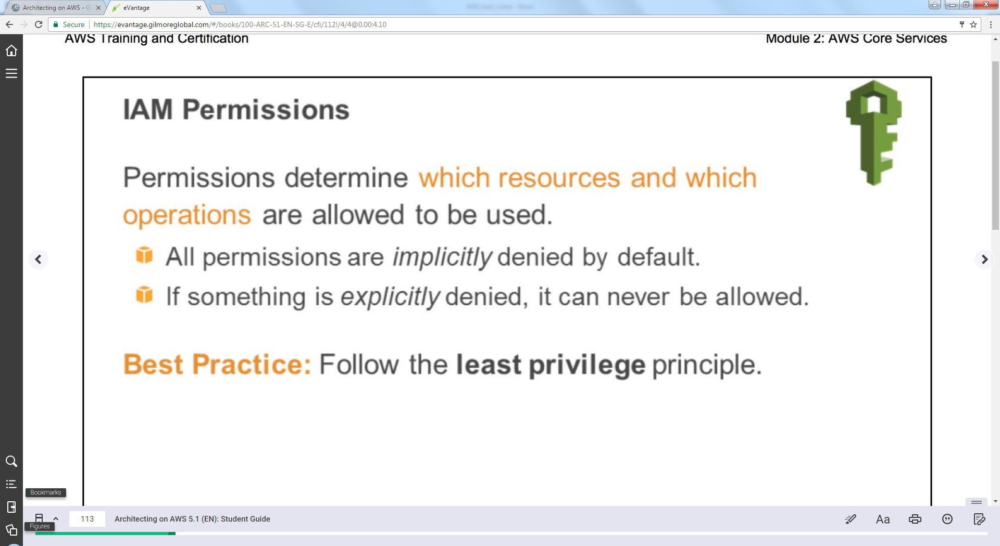 Architecting on AWS - G
eVantage
Secure
https://evantage.gilmoreglobal.com/#/books/100-ARC-51-EN-SG-E/cfi/112!/4/4@0.00:4.10
AWS Training and Certification
Module 2: AWS Core Services
IAM Permissions
Permissions determine which resources and which
operations are allowed to be used.
All permissions are implicitly denied by default.
If something is explicitly denied, it can never be allowed.
Best Practice: Follow the least privilege principle.
Bookmarks
113
Architecting on AWS 5.1 (EN): Student Guide
Aa
Figures